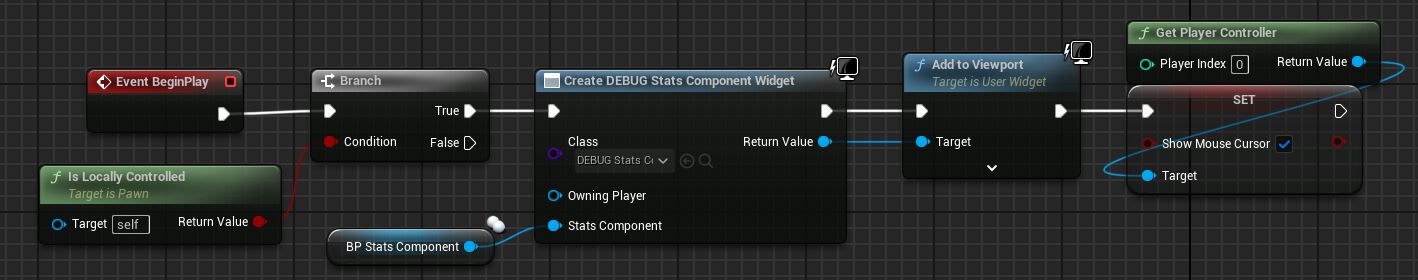 Event BeginPlay
Branch
True
Condition
False
f Is Locally Controlled
Target is Pawn
Target self
Return Value
BP Stats Component
Create DEBUG Stats Component Widget
Class
DEBUG Stats Cc
Return Value
Owning Player
Stats Component
f Add to Viewport
Target is User Widget
Target
f Get Player Controller
Player Index 0
Return Value
SET
Show Mouse Cursor
Target